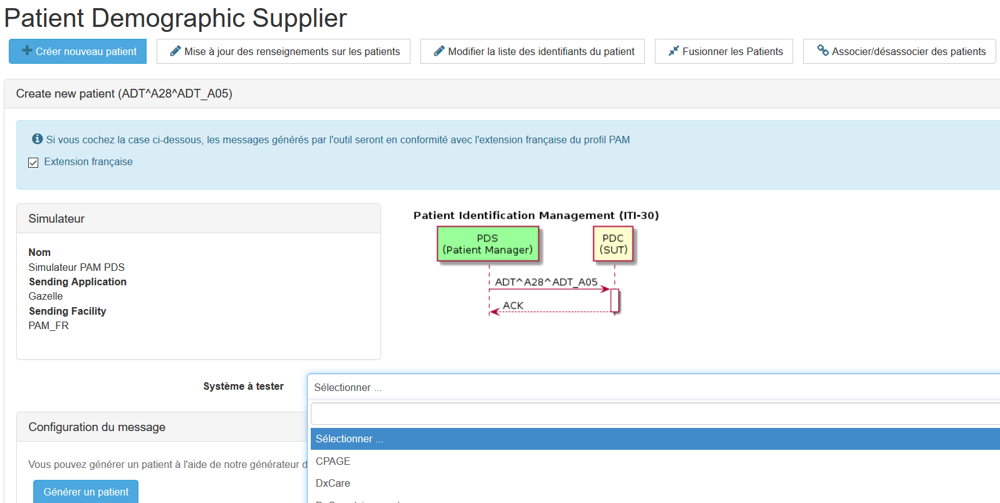 Patient Demographic Supplier
Créer nouveau patient
Mise à jour des renseignements sur les patients
Modifier la liste des identifiants du patient
Fusionner les Patients
Associer/désassocier des patients
Create new patient (ADT^A28^ADT_A05)
Si vous cochez la case ci-dessous, les messages générés par l'outil seront en conformité avec l'extension française du profil PAM
Extension française
Simulateur
Nom
Simulateur PAM PDS
Sending Application
Gazelle
Sending Facility
PAM_FR
Patient Identification Management (ITI-30)
PDS
(Patient Manager)
PDC
(SUT)
ADT^A28^ADT_A05
ACK
Système à tester
Sélectionner ...
Sélectionner ...
CPAGE
DxCare
Configuration du message
Vous pouvez générer un patient à l'aide de notre générateur d
Générer un patient